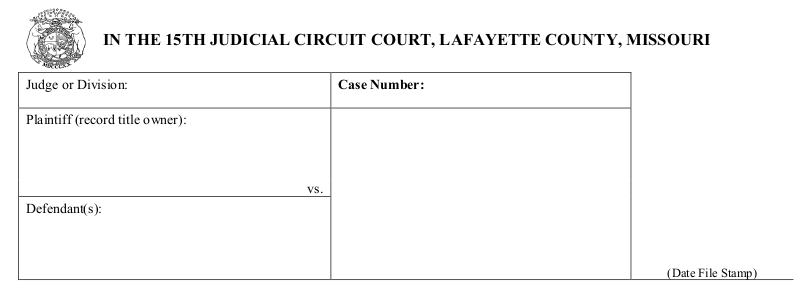 IN THE 15TH JUDICIAL CIRCUIT COURT, LAFAYETTE COUNTY, MISSOURI
Judge or Division:
Case Number:
Plaintiff (record title owner):
vs.
Defendant(s):
(Date File Stamp)